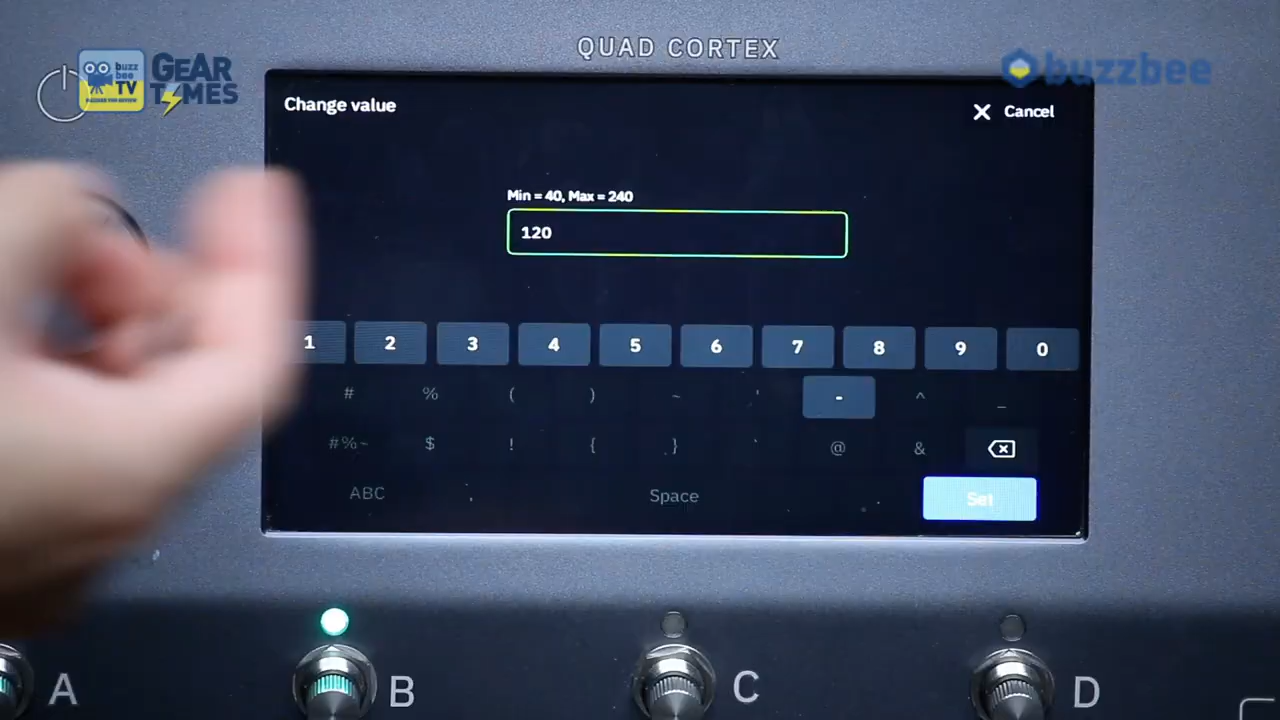 QUAD CORTEX
buzz
bee
TV
GEAR
TIMES
buzzbee
Change value
Cancel
Min = 40, Max = 240
120
1 2 3 4 5 6 7 8 9 0
# % ( ) ~ ' - ^ _
#%~ $ ! { } ` @ &
ABC , Space . Set
A B C D